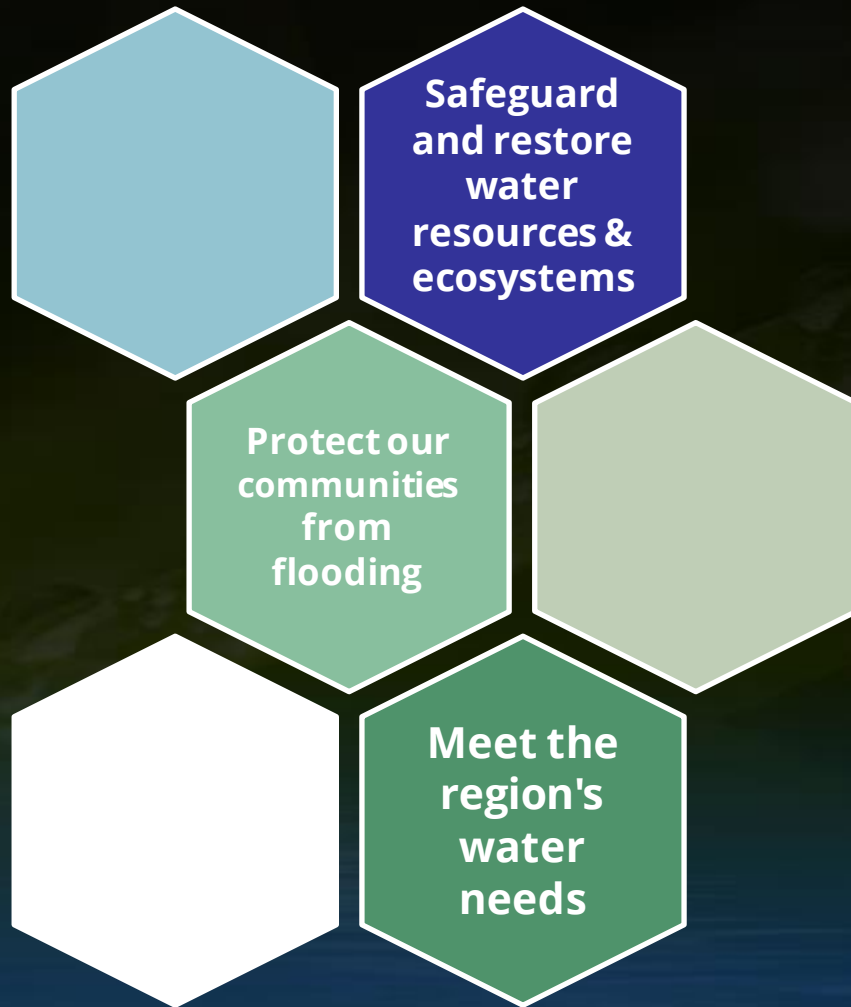 Safeguard
and restore
water
resources &
ecosystems
Protect our
communities
from
flooding
Meet the
region's
water
needs